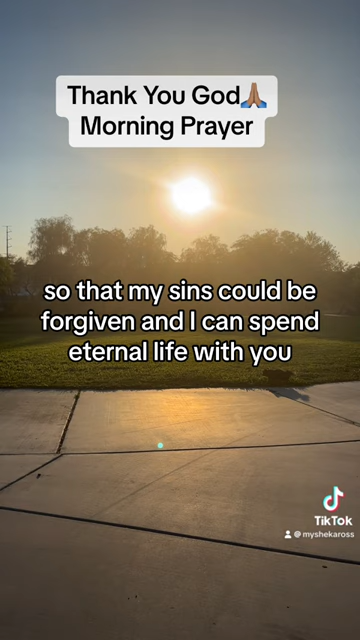 Thank You God🙏🏽
Morning Prayer
so that my sins could be
forgiven and I can spend
eternal life with you
TikTok
@myshekaross